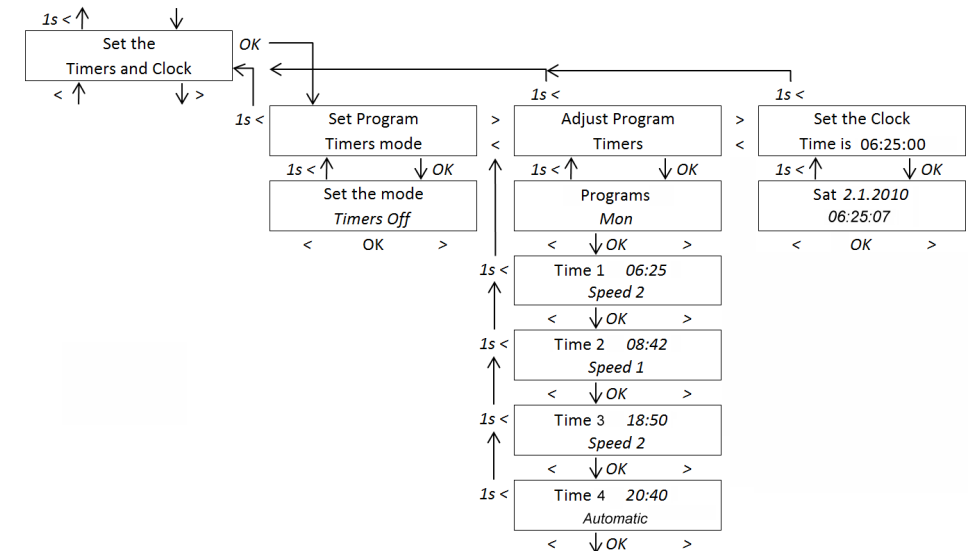 1s <
Set the
Timers and Clock
OK
< >
1s < 1s < 1s <
Set Program
Timers mode
> <
Adjust Program
Timers
> <
Set the Clock
Time is 06:25:00
1s < OK
Set the mode
Timers Off
< OK >
1s < OK
Programs
Mon
< OK >
1s < OK
Sat 2.1.2010
06:25:07
< OK >
1s <
Time 1 06:25
Speed 2
< OK >
1s <
Time 2 08:42
Speed 1
< OK >
1s <
Time 3 18:50
Speed 2
< OK >
1s <
Time 4 20:40
Automatic
< OK >